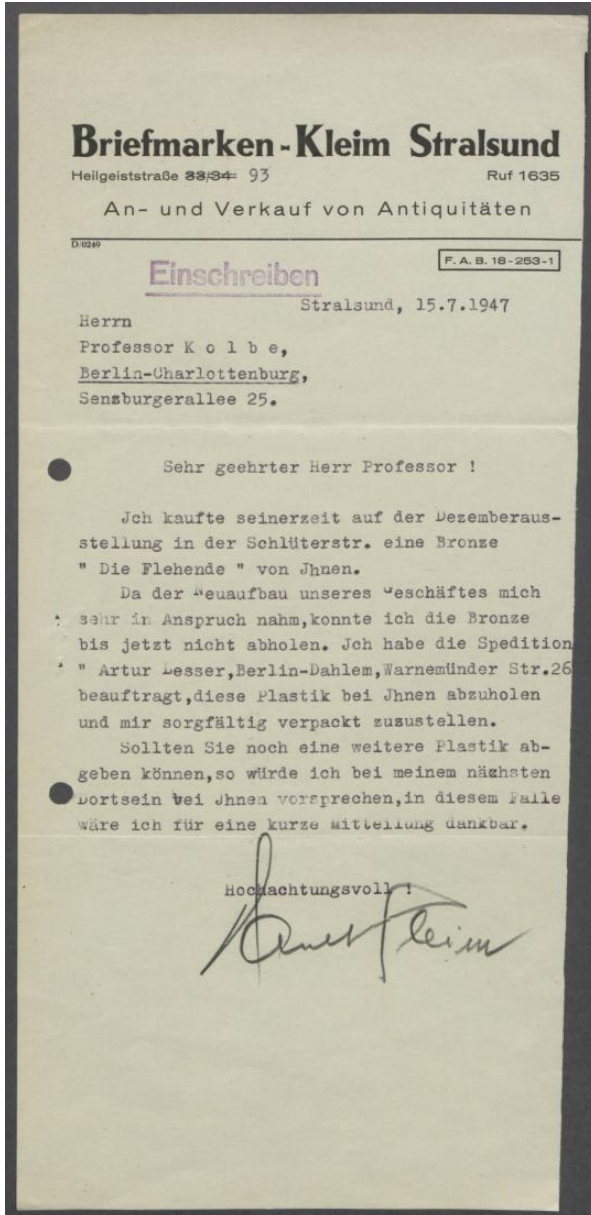 Briefmarken-Kleim Stralsund
Heilgeiststraße 33/34 93 Ruf 1635
An- und Verkauf von Antiquitäten
D/0249
F. A. B. 18-253-1
Einschreiben
Stralsund, 15.7.1947
Herrn
Professor K o l b e,
Berlin-Charlottenburg,
Sensburgerallee 25.
Sehr geehrter Herr Professor !
Jch kaufte seinerzeit auf der Dezemberaus-
stellung in der Schlüterstr. eine Bronze
" Die Flehende " von Jhnen.
Da der Neuaufbau unseres Geschäftes mich
sehr in Anspruch nahm,konnte ich die Bronze
bis jetzt nicht abholen. Jch habe die Spedition
" Artur Lesser,Berlin-Dahlem,Warnemünder Str.26
beauftragt,diese Plastik bei Jhnen abzuholen
und mir sorgfältig verpackt zuzustellen.
Sollten Sie noch eine weitere Plastik ab-
geben können,so würde ich bei meinem nächsten
Dortsein bei Jhnen vorsprechen,in diesem Falle
wäre ich für eine kurze Mitteilung dankbar.
Hochachtungsvoll !
Kleim